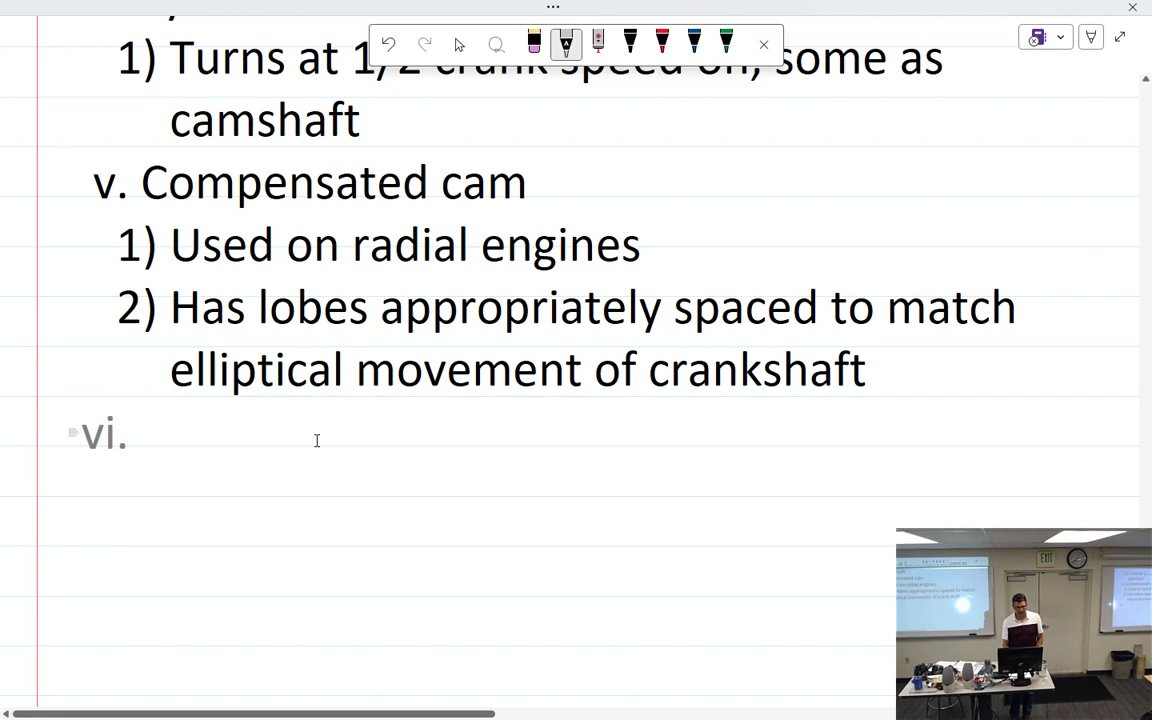 1) Turns at 1/2 crank speed on, some as
camshaft
v. Compensated cam
1) Used on radial engines
2) Has lobes appropriately spaced to match
elliptical movement of crankshaft
vi.
EXIT